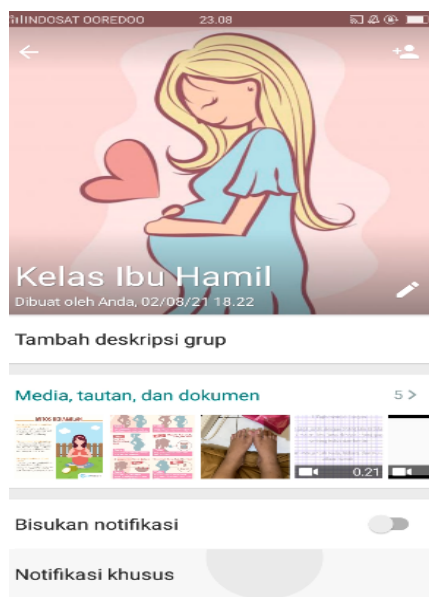 INDOSAT OOREDOO 23.08
Kelas Ibu Hamil
Dibuat oleh Anda, 02/08/21 18.22
Tambah deskripsi grup
Media, tautan, dan dokumen 5 >
0.21
Bisukan notifikasi
Notifikasi khusus